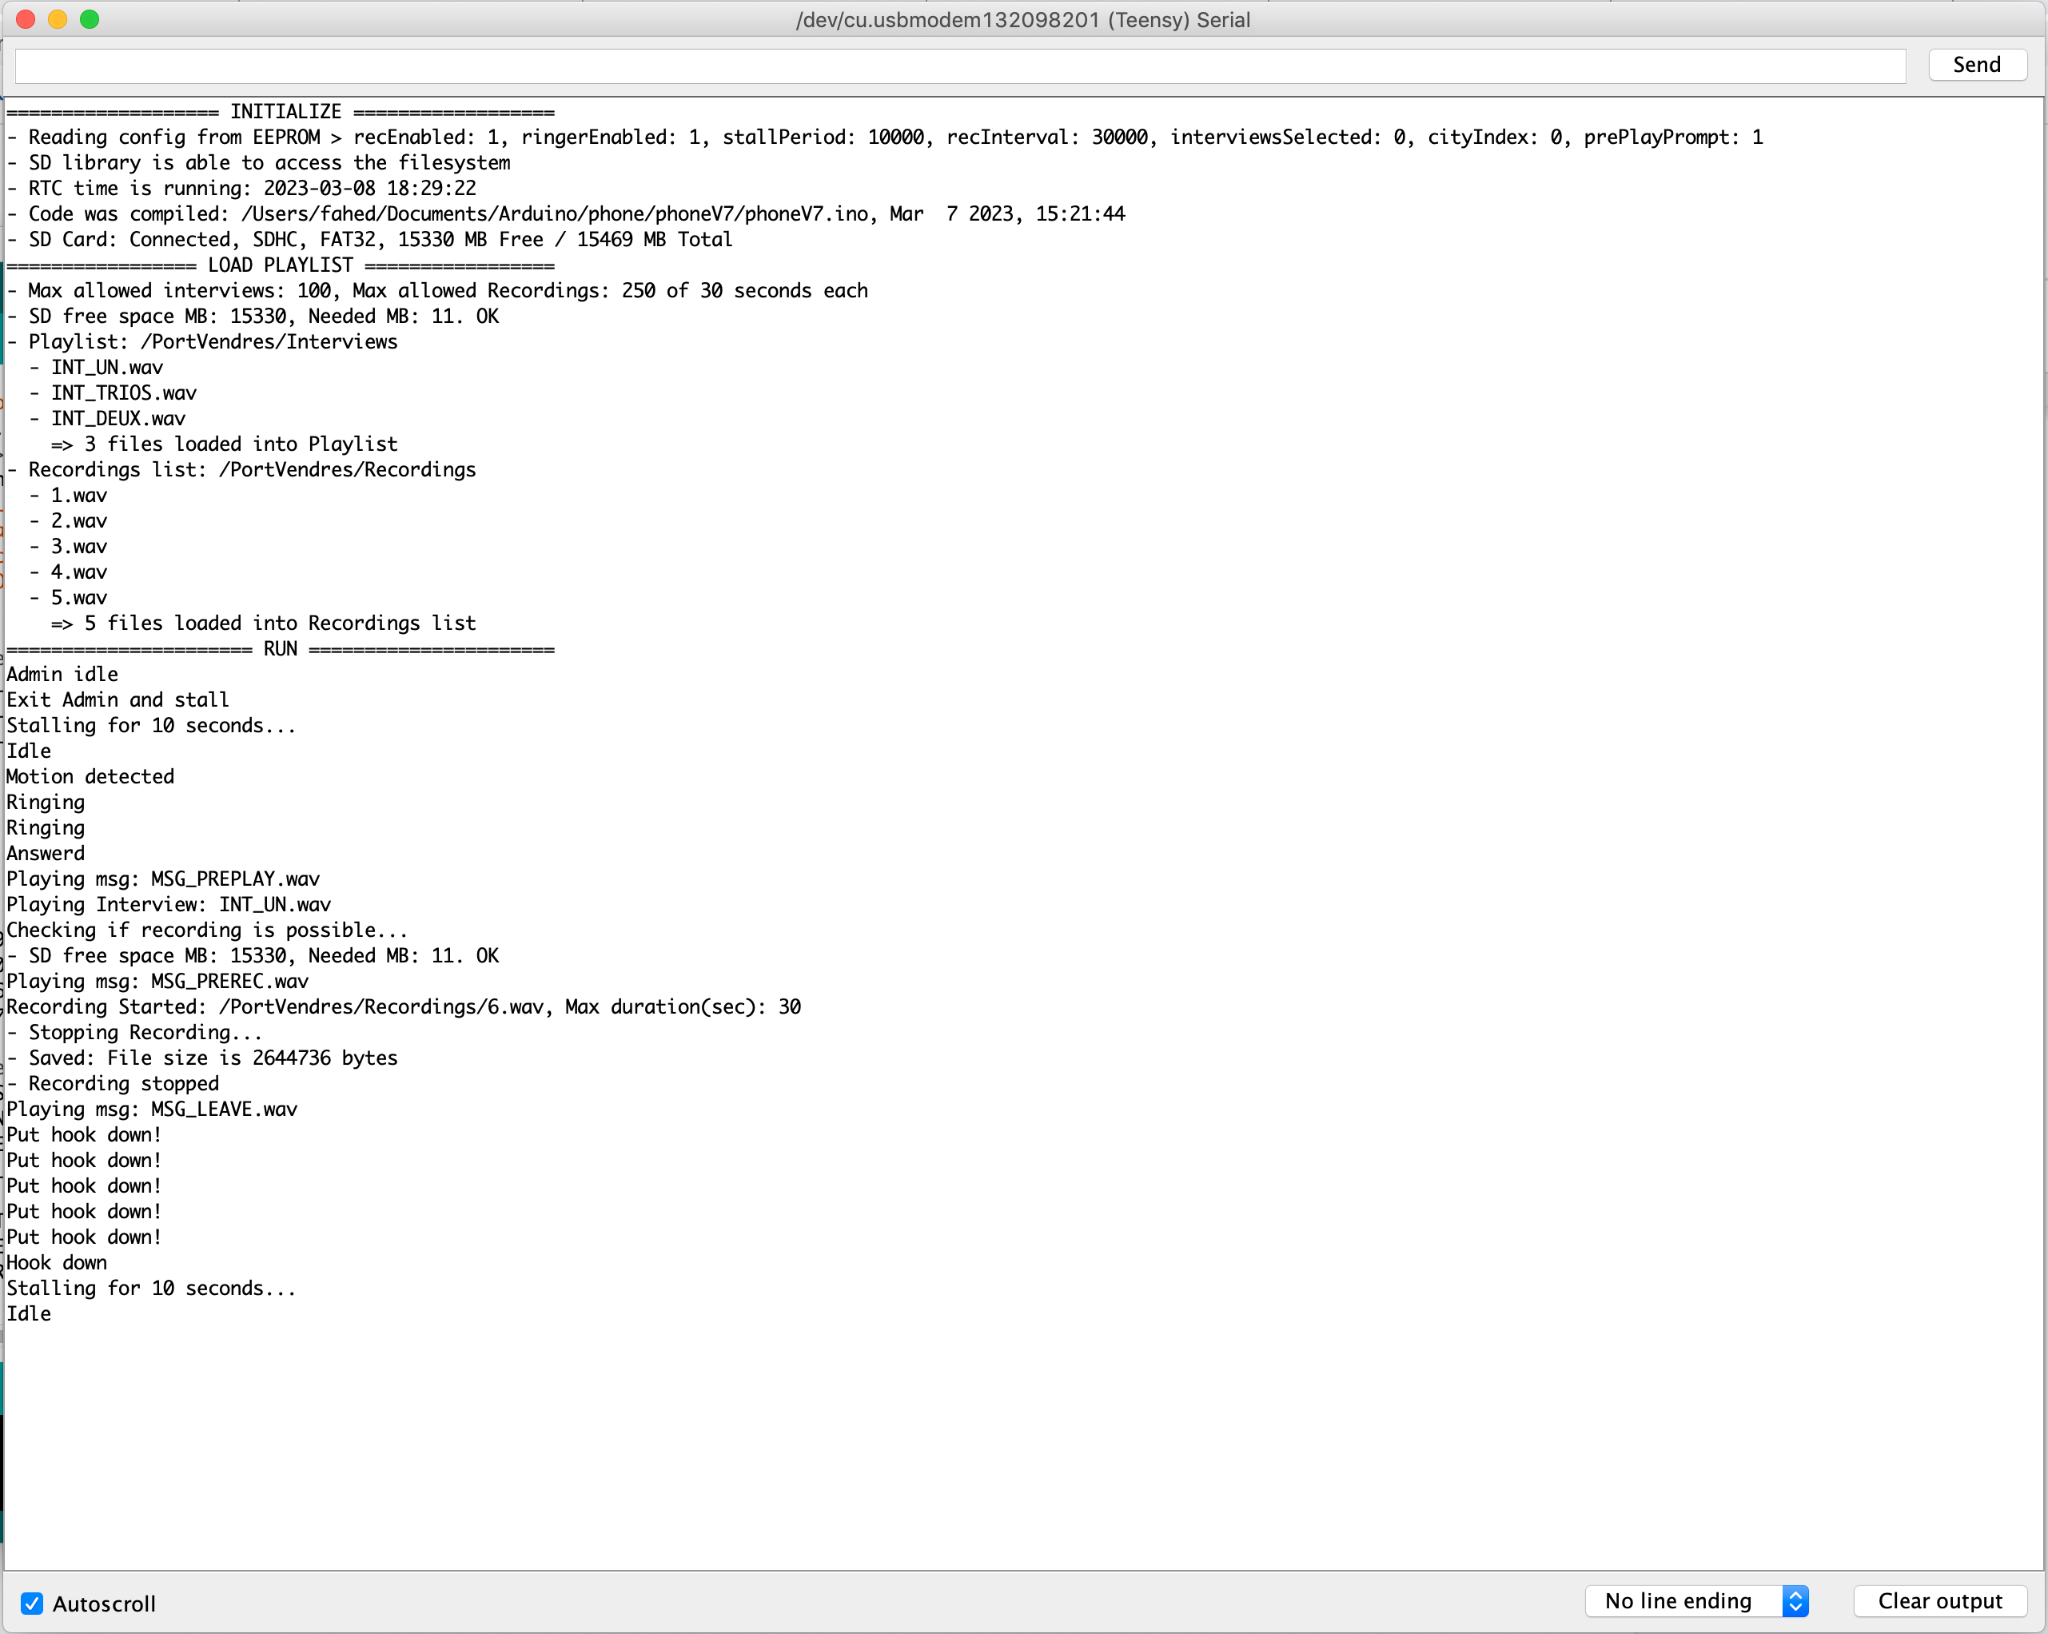 /dev/cu.usbmodem132098201 (Teensy) Serial
Send
=================== INITIALIZE ==================
- Reading config from EEPROM > recEnabled: 1, ringerEnabled: 1, stallPeriod: 10000, recInterval: 30000, interviewsSelected: 0, cityIndex: 0, prePlayPrompt: 1
- SD library is able to access the filesystem
- RTC time is running: 2023-03-08 18:29:22
- Code was compiled: /Users/fahed/Documents/Arduino/phone/phoneV7/phoneV7.ino, Mar  7 2023, 15:21:44
- SD Card: Connected, SDHC, FAT32, 15330 MB Free / 15469 MB Total
================= LOAD PLAYLIST =================
- Max allowed interviews: 100, Max allowed Recordings: 250 of 30 seconds each
- SD free space MB: 15330, Needed MB: 11. OK
- Playlist: /PortVendres/Interviews
  - INT_UN.wav
  - INT_TRIOS.wav
  - INT_DEUX.wav
    => 3 files loaded into Playlist
- Recordings list: /PortVendres/Recordings
  - 1.wav
  - 2.wav
  - 3.wav
  - 4.wav
  - 5.wav
    => 5 files loaded into Recordings list
====================== RUN ======================
Admin idle
Exit Admin and stall
Stalling for 10 seconds...
Idle
Motion detected
Ringing
Ringing
Answerd
Playing msg: MSG_PREPLAY.wav
Playing Interview: INT_UN.wav
Checking if recording is possible...
- SD free space MB: 15330, Needed MB: 11. OK
Playing msg: MSG_PREREC.wav
Recording Started: /PortVendres/Recordings/6.wav, Max duration(sec): 30
- Stopping Recording...
- Saved: File size is 2644736 bytes
- Recording stopped
Playing msg: MSG_LEAVE.wav
Put hook down!
Put hook down!
Put hook down!
Put hook down!
Put hook down!
Hook down
Stalling for 10 seconds...
Idle
Autoscroll
No line ending
Clear output